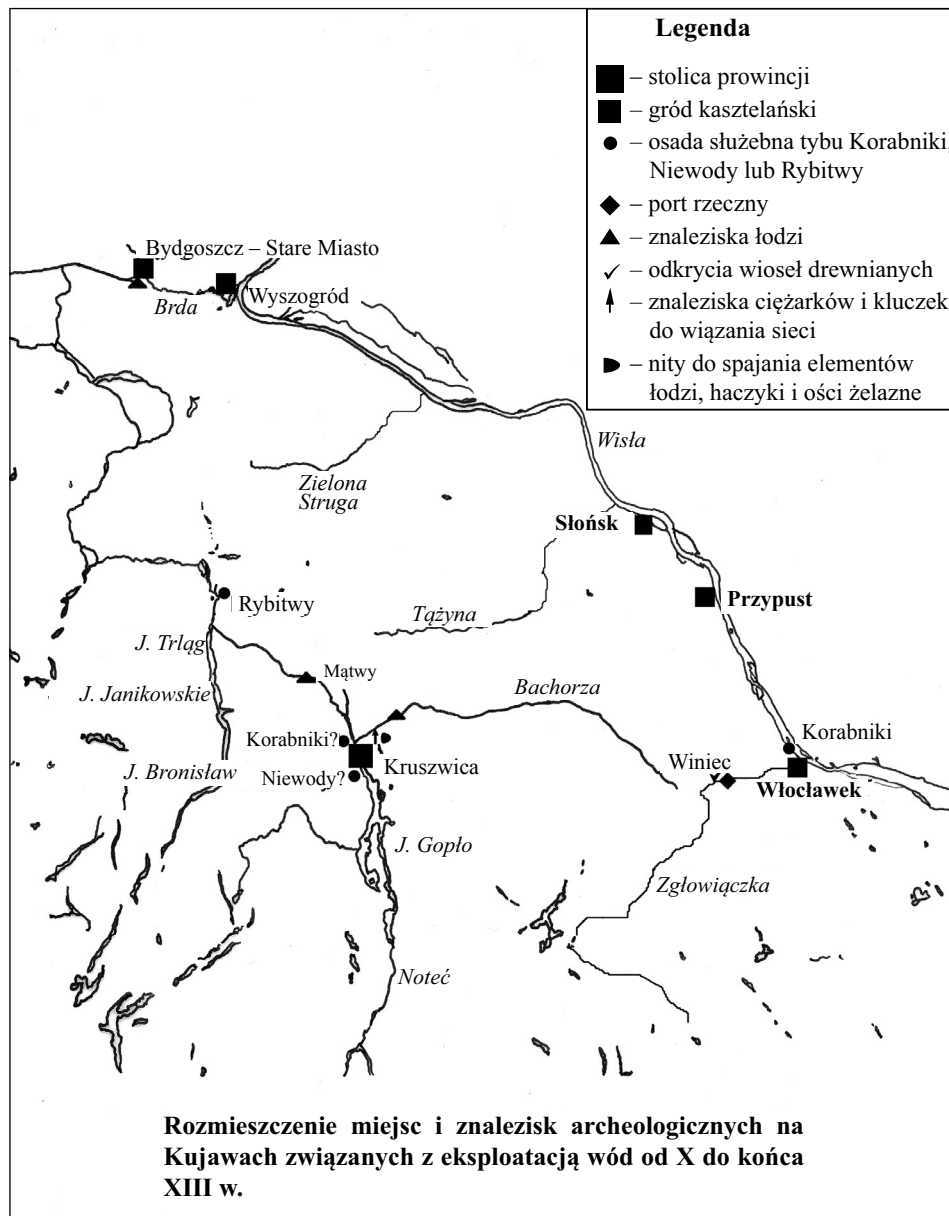 Legenda
– stolica prowincji
– gród kasztelański
– osada służebna tybu Korabniki,
Niewody lub Rybitwy
– port rzeczny
– znaleziska łodzi
– odkrycia wioseł drewnianych
– znaleziska ciężarków i kluczek
do wiązania sieci
– nity do spajania elementów
łodzi, haczyki i ości żelazne
Bydgoszcz – Stare Miasto
Brda
Wyszogród
Wisła
Zielona
Struga
Słońsk
Rybitwy
Przypust
Tążyna
J. Trląg
Mątwy
J. Janikowskie
Bachorza
Korabniki?
Korabniki
J. Bronisław
Kruszwica
Winiec
Niewody?
Włocławek
J. Gopło
Zgłowiączka
Noteć
Rozmieszczenie miejsc i znalezisk archeologicznych na
Kujawach związanych z eksploatacją wód od X do końca
XIII w.